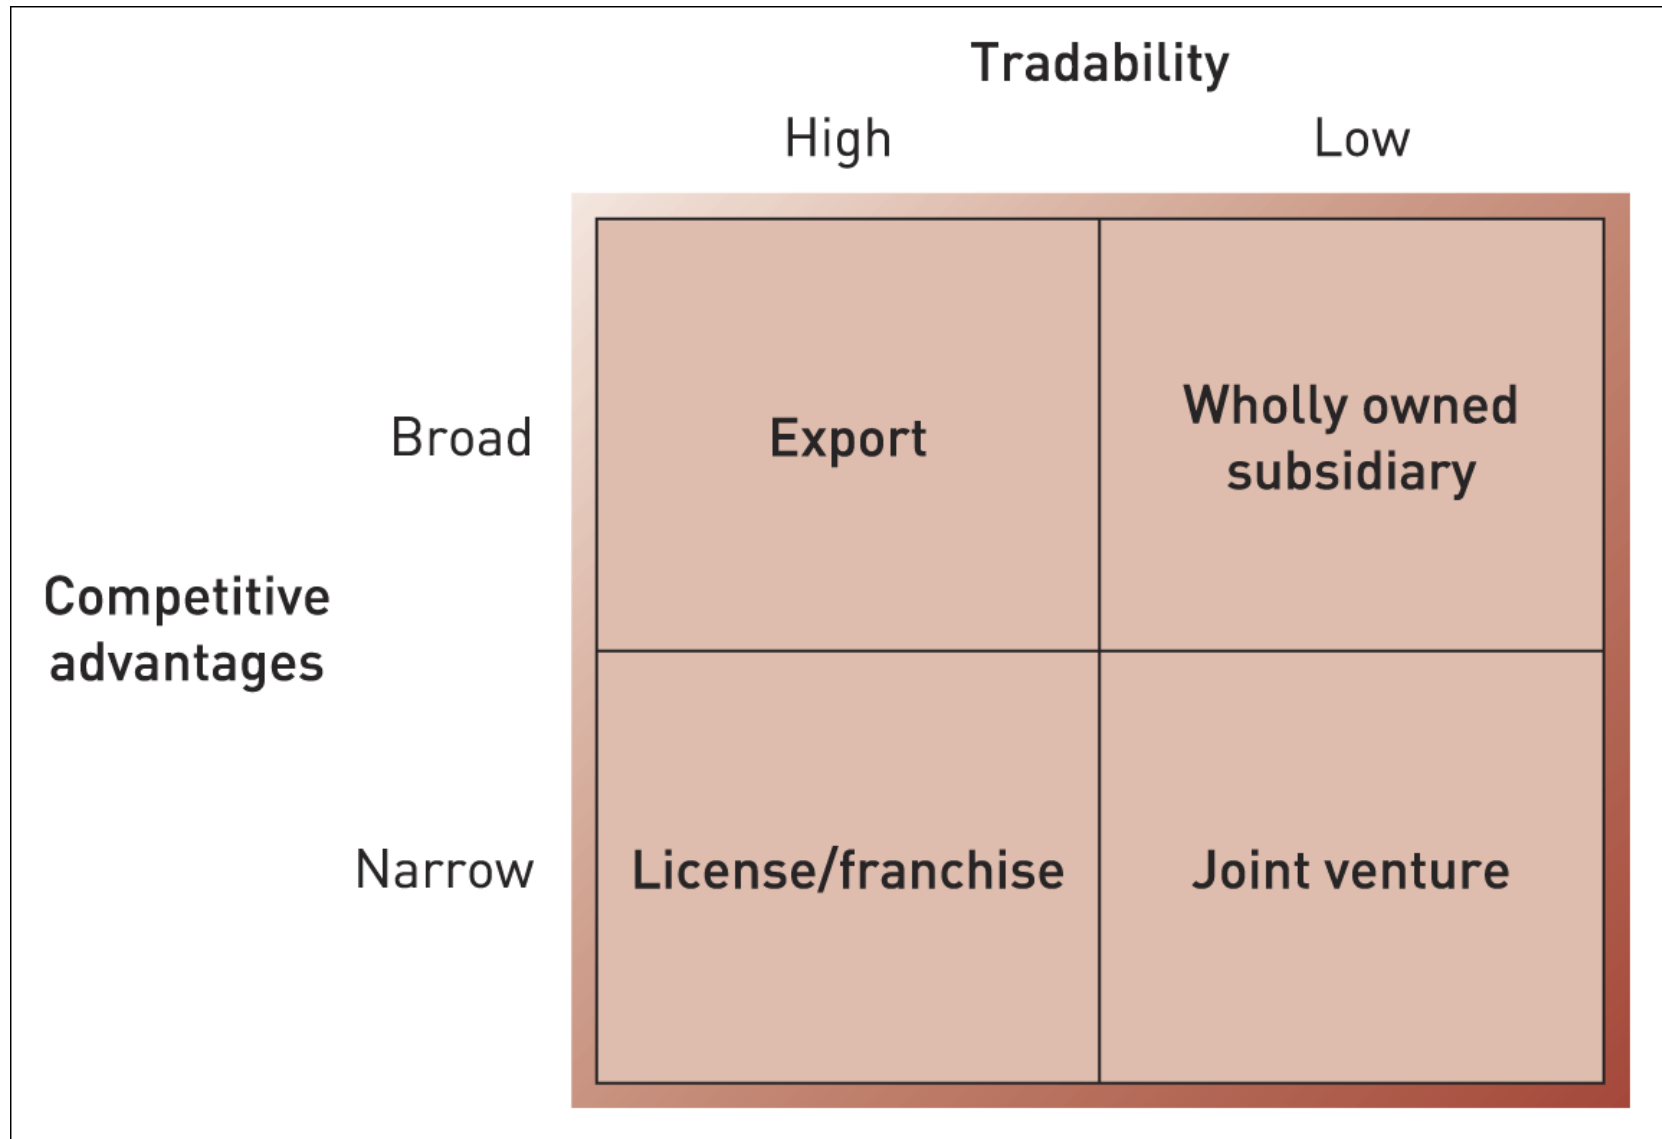 Tradability
High Low
Broad
Export
Wholly owned
subsidiary
Competitive
advantages
Narrow
License/franchise
Joint venture